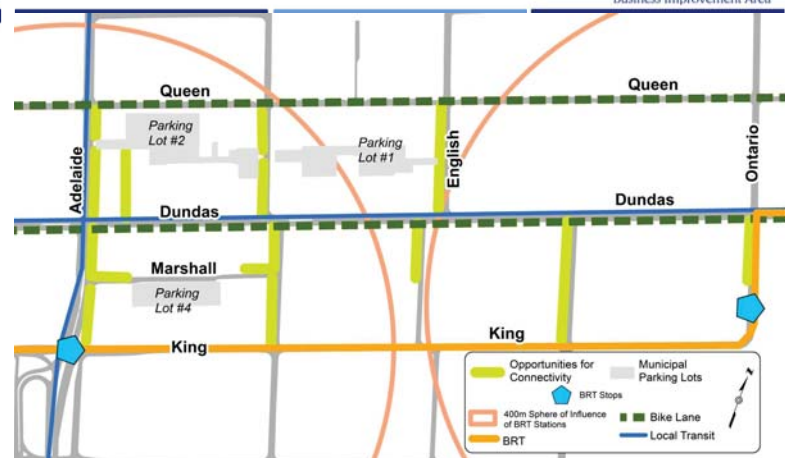 Business Improvement Area
Queen
Queen
Parking
Lot #2
Parking
Lot #1
Adelaide
English
Ontario
Dundas
Dundas
Marshall
Parking
Lot #4
King
King
Opportunities for
Connectivity
Municipal
Parking Lots
BRT Stops
400m Sphere of Influence
of BRT Stations
Bike Lane
BRT
Local Transit
N